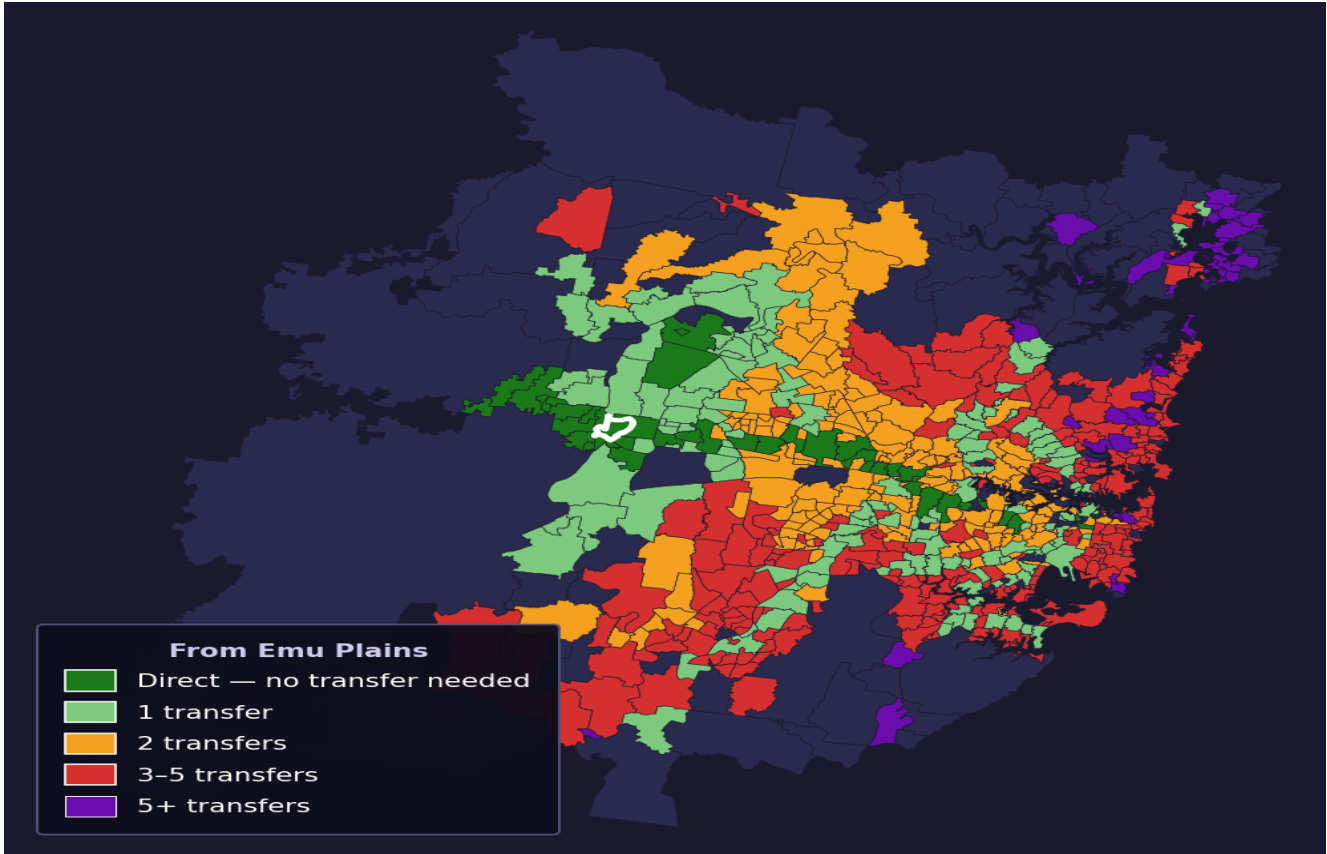 From Emu Plains
Direct — no transfer needed
1 transfer
2 transfers
3–5 transfers
5+ transfers